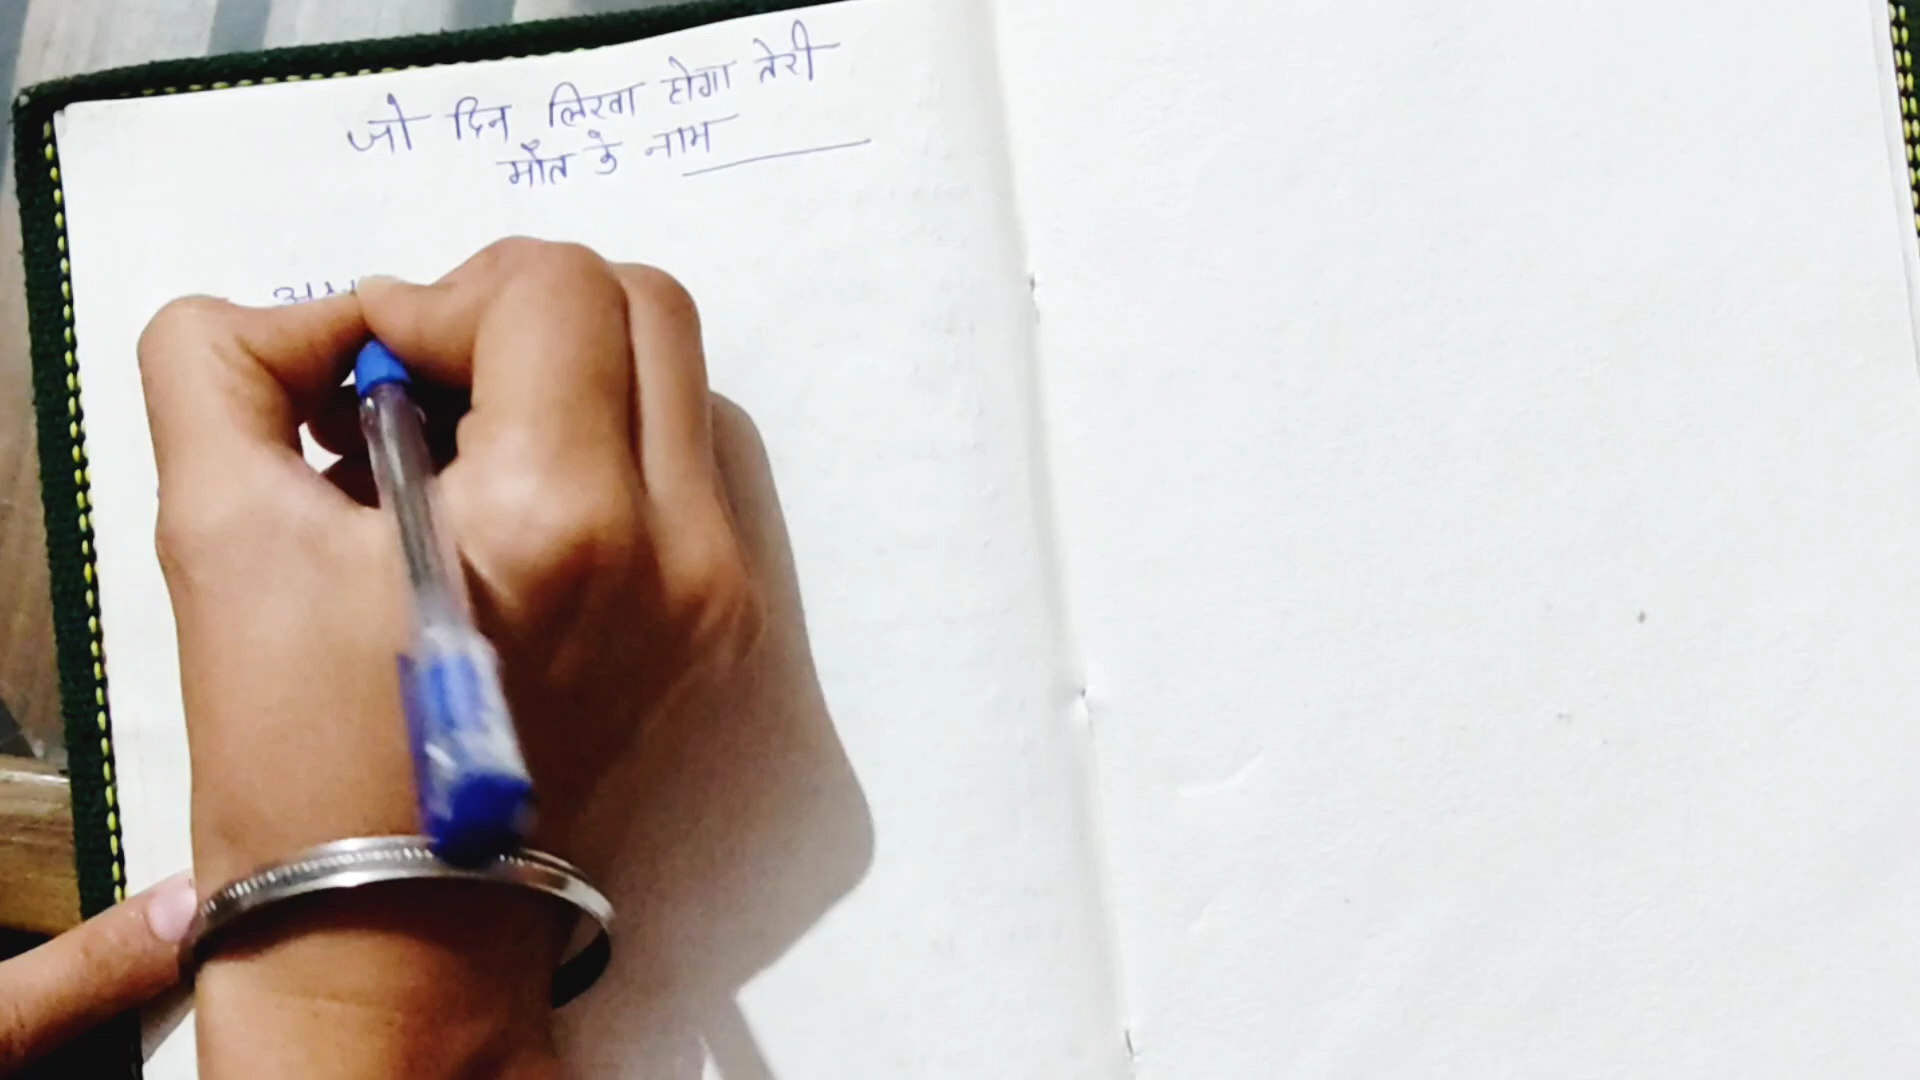 जो दिन लिखा होगा तेरी
मौत के नाम